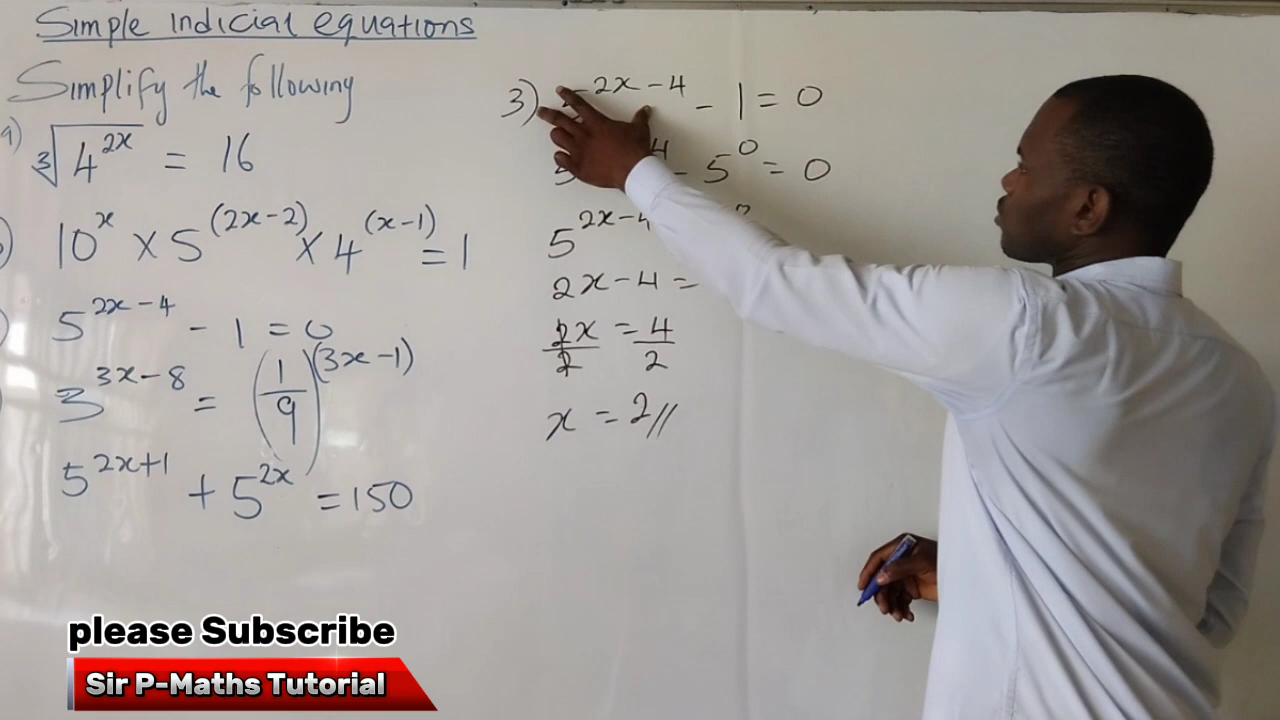 Simple indicial equations
Simplify the following
a) ∛(4^(2x)) = 16
10^x × 5^(2x-2) × 4^(x-1) = 1
5^(2x-4) - 1 = 0
3^(3x-8) = (1/9)^(3x-1)
5^(2x+1) + 5^(2x) = 150
3) ^(2x-4) - 1 = 0
5 4 - 5^0 = 0
5^(2x-4
2x-4 =
2x/2 = 4/2
x = 2//
please Subscribe
Sir P-Maths Tutorial